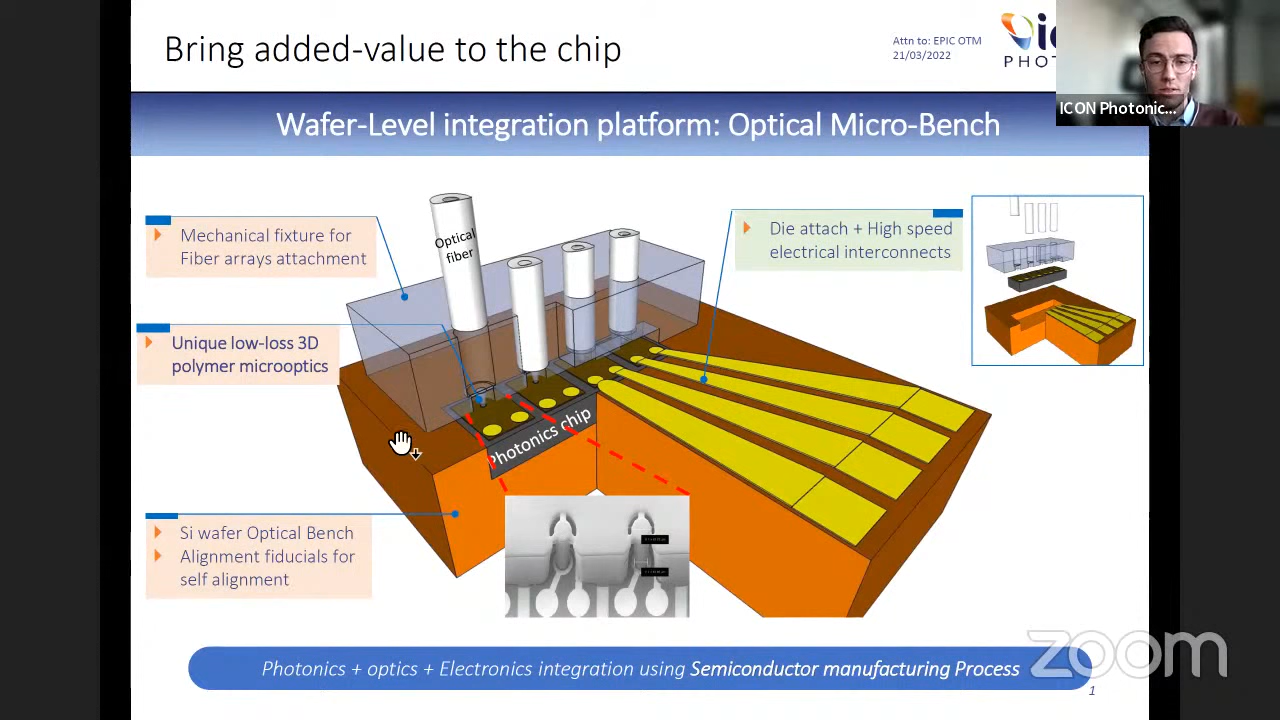 Bring added-value to the chip
Attn to: EPIC OTM
21/03/2022
ic
PHOT
ICON Photonic...
Wafer-Level integration platform: Optical Micro-Bench
Mechanical fixture for
Fiber arrays attachment
Optical
fiber
Die attach + High speed
electrical interconnects
Unique low-loss 3D
polymer microoptics
Photonics chip
Si wafer Optical Bench
Alignment fiducials for
self alignment
Photonics + optics + Electronics integration using Semiconductor manufacturing Process
zoom
1